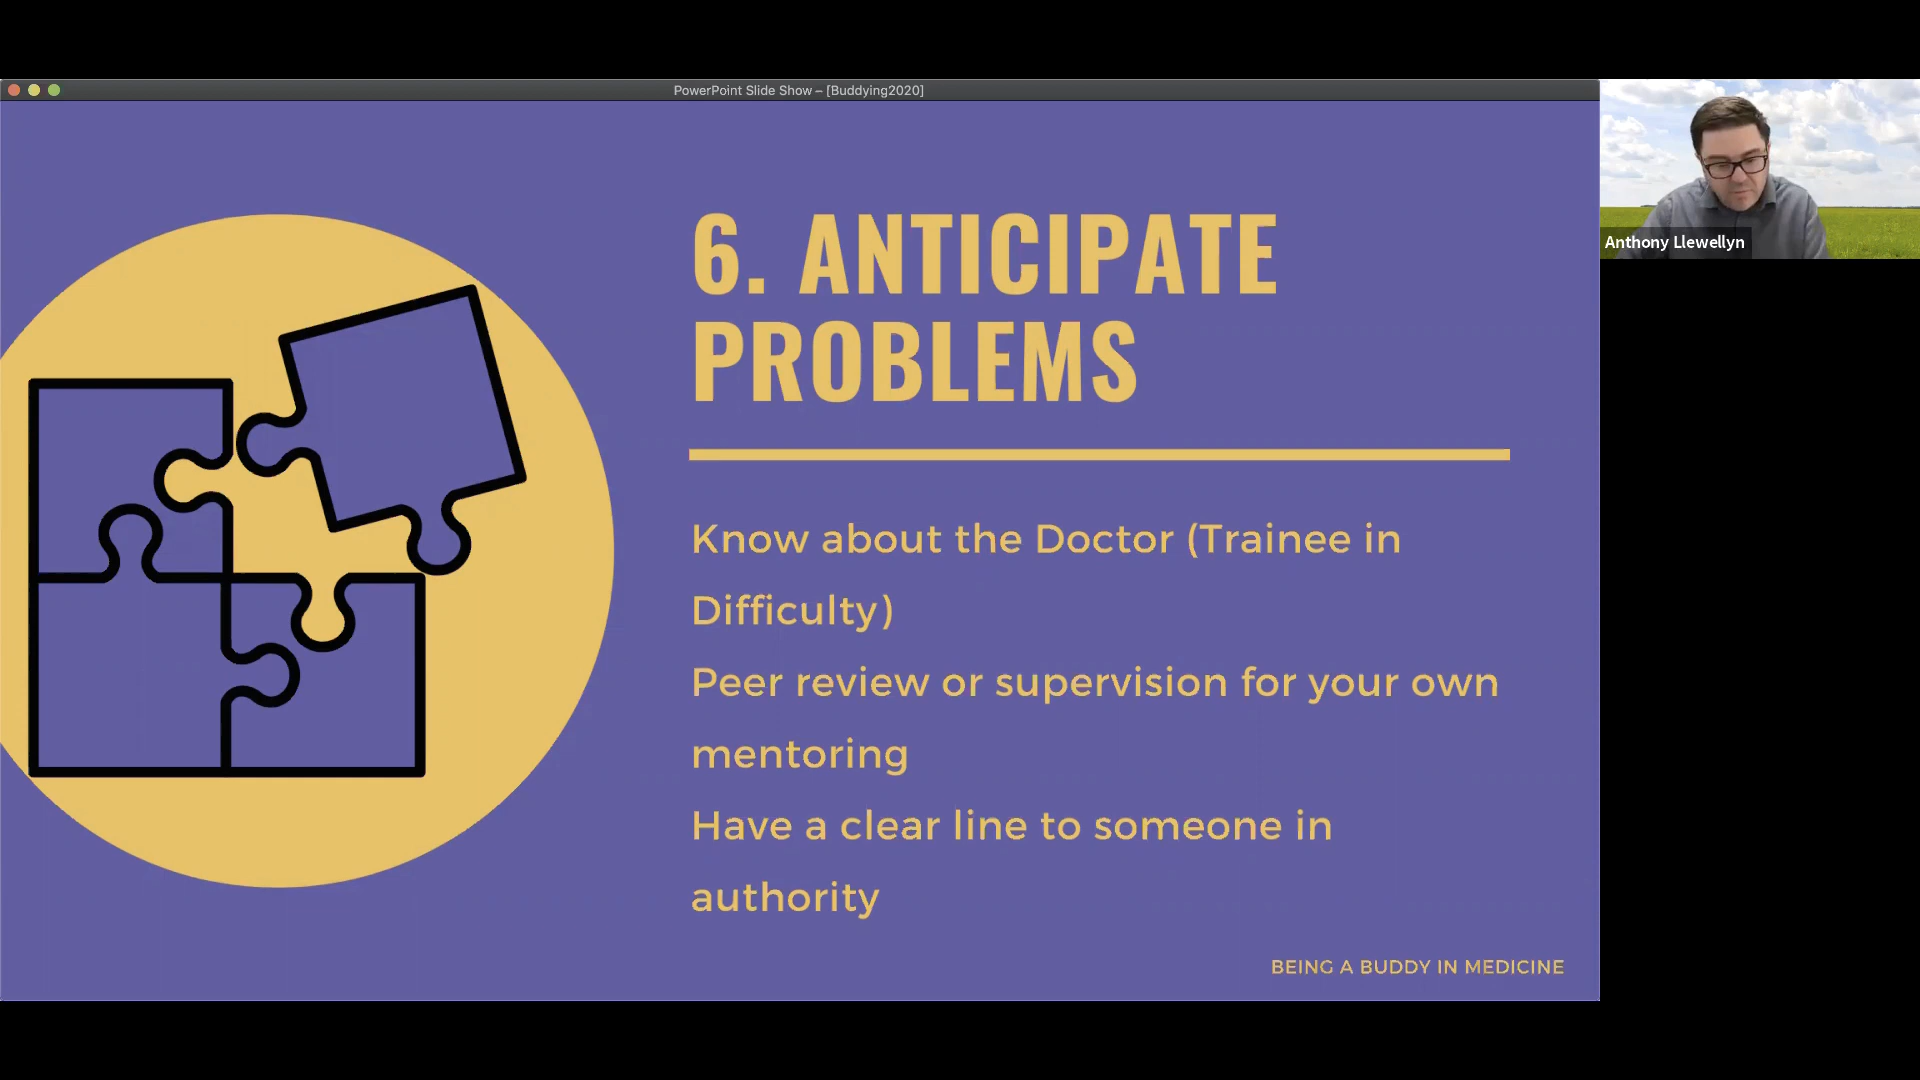 PowerPoint Slide Show – [Buddying2020]
6. ANTICIPATE
PROBLEMS
Know about the Doctor (Trainee in
Difficulty)
Peer review or supervision for your own
mentoring
Have a clear line to someone in
authority
BEING A BUDDY IN MEDICINE
Anthony Llewellyn